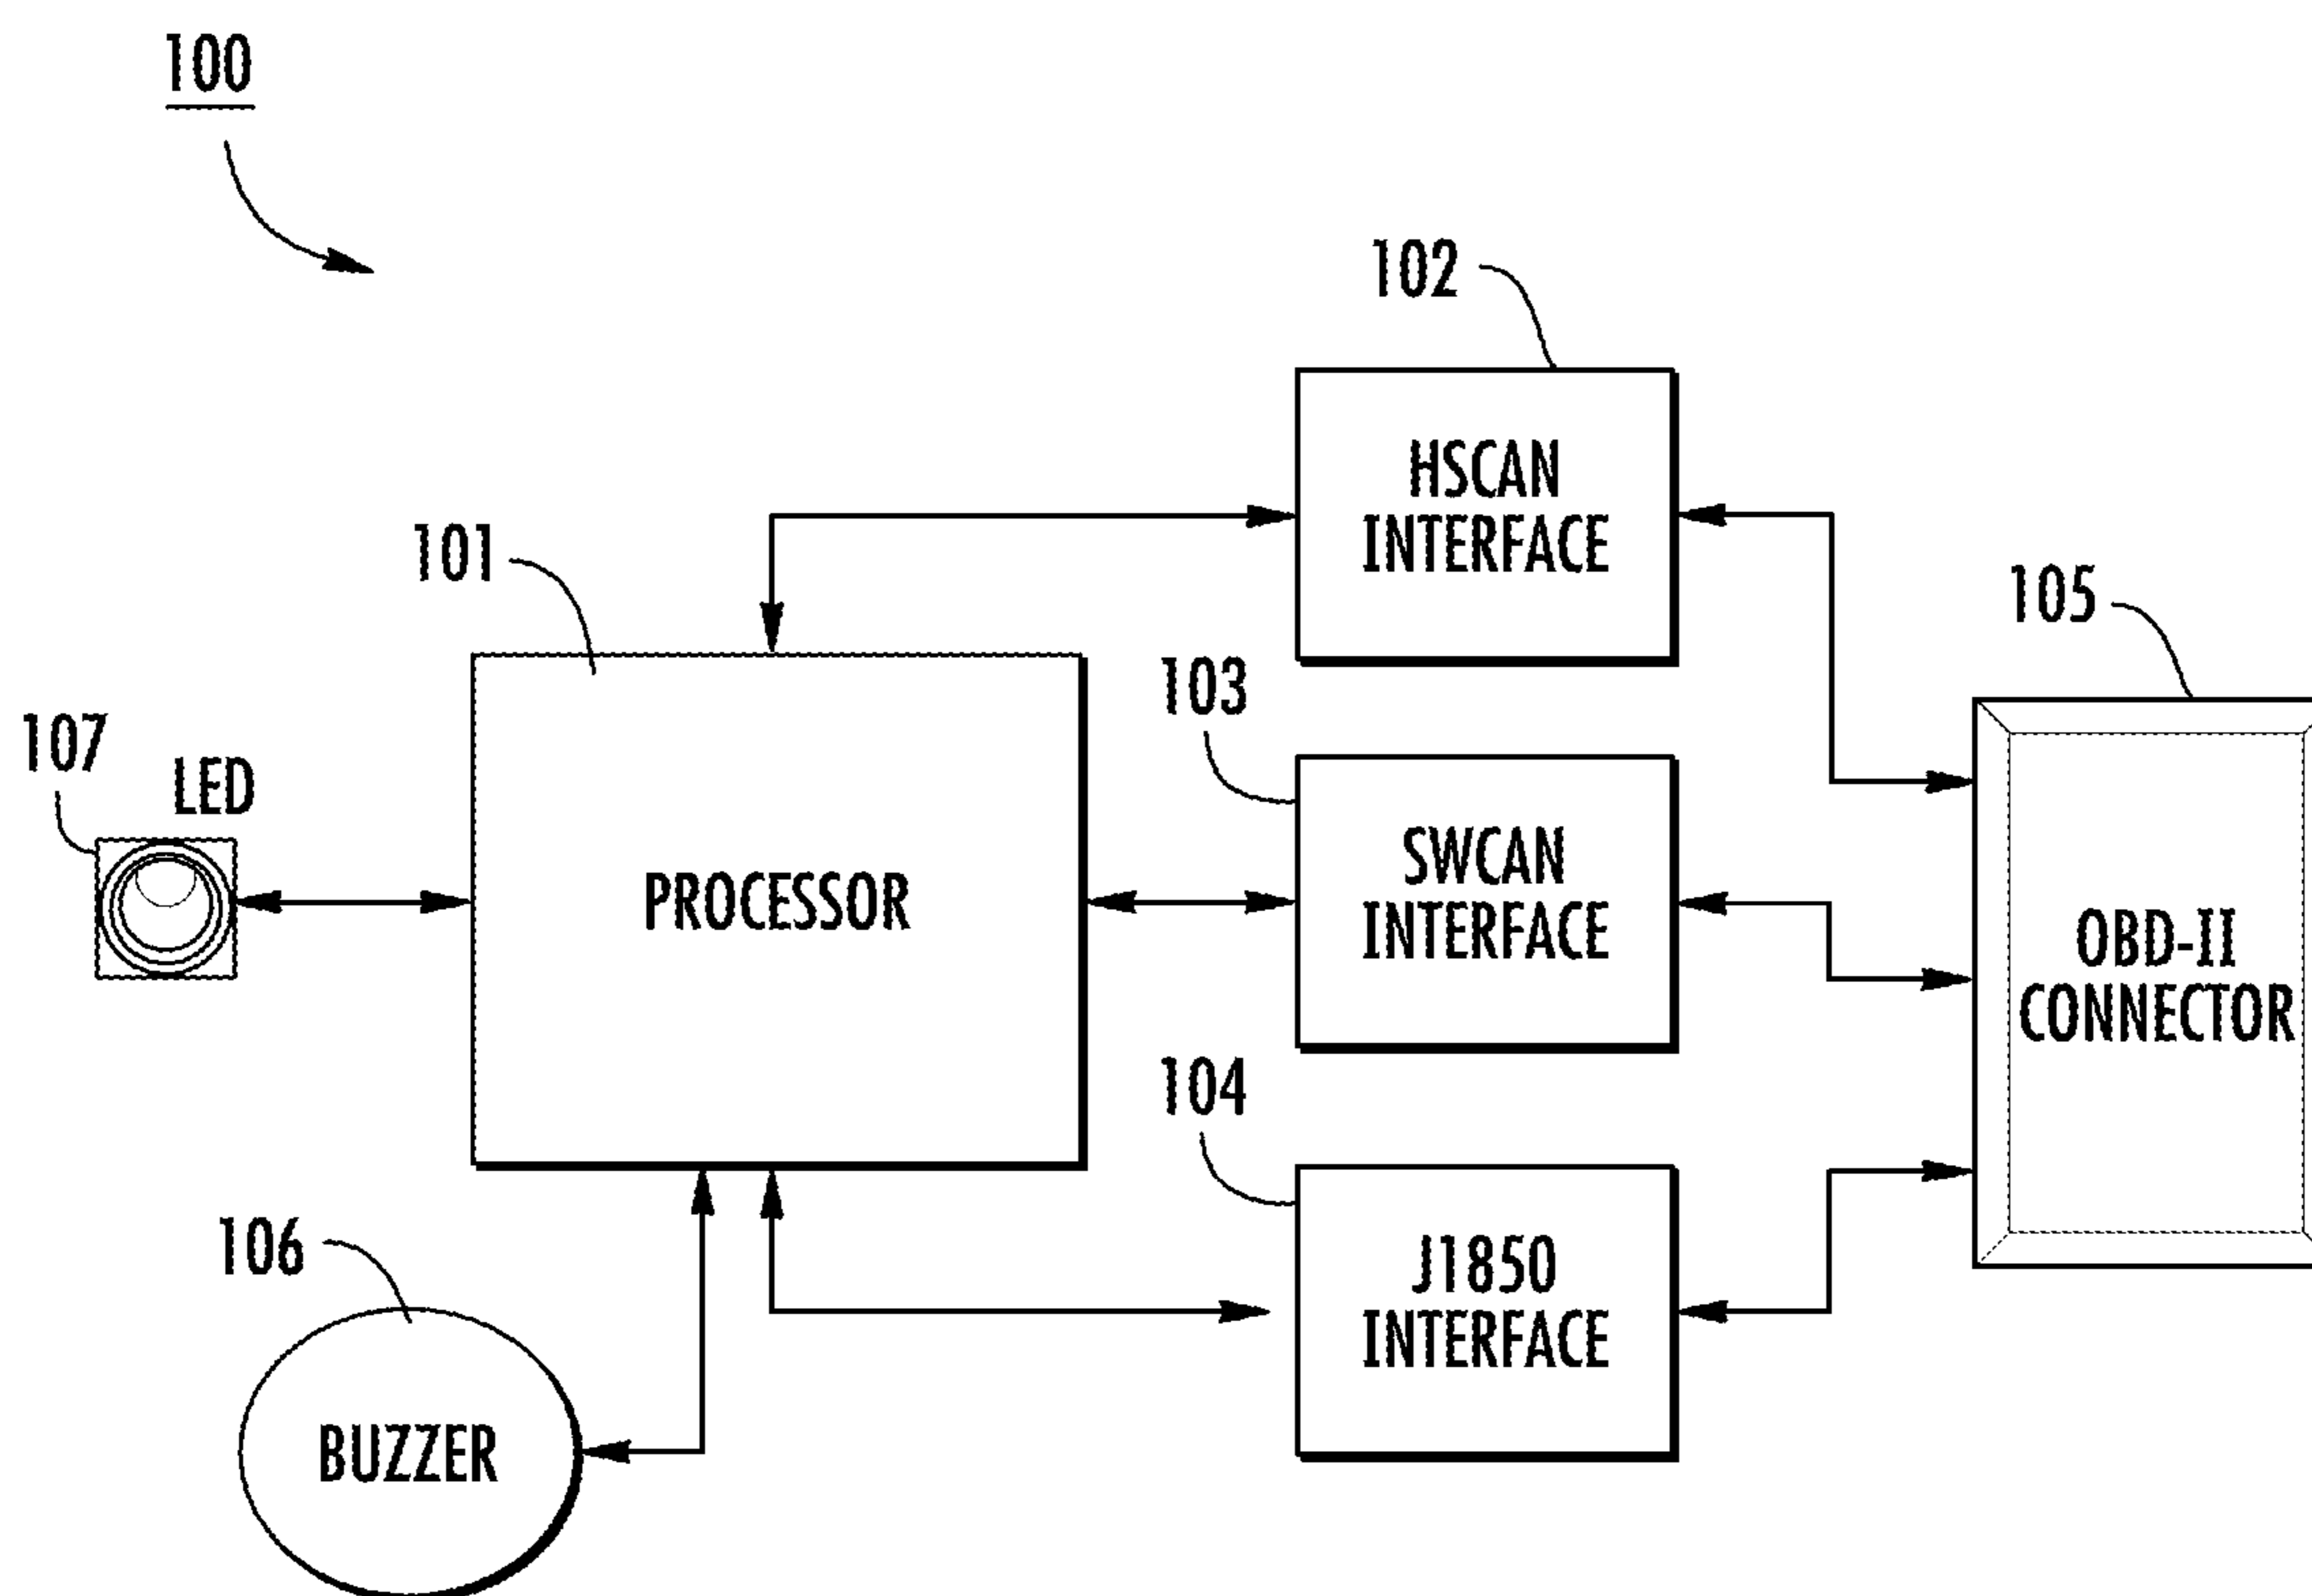 100
102
HSCAN
INTERFACE
101
105
103
107
LED
SWCAN
INTERFACE
PROCESSOR
OBD-II
CONNECTOR
104
106
J1850
INTERFACE
BUZZER